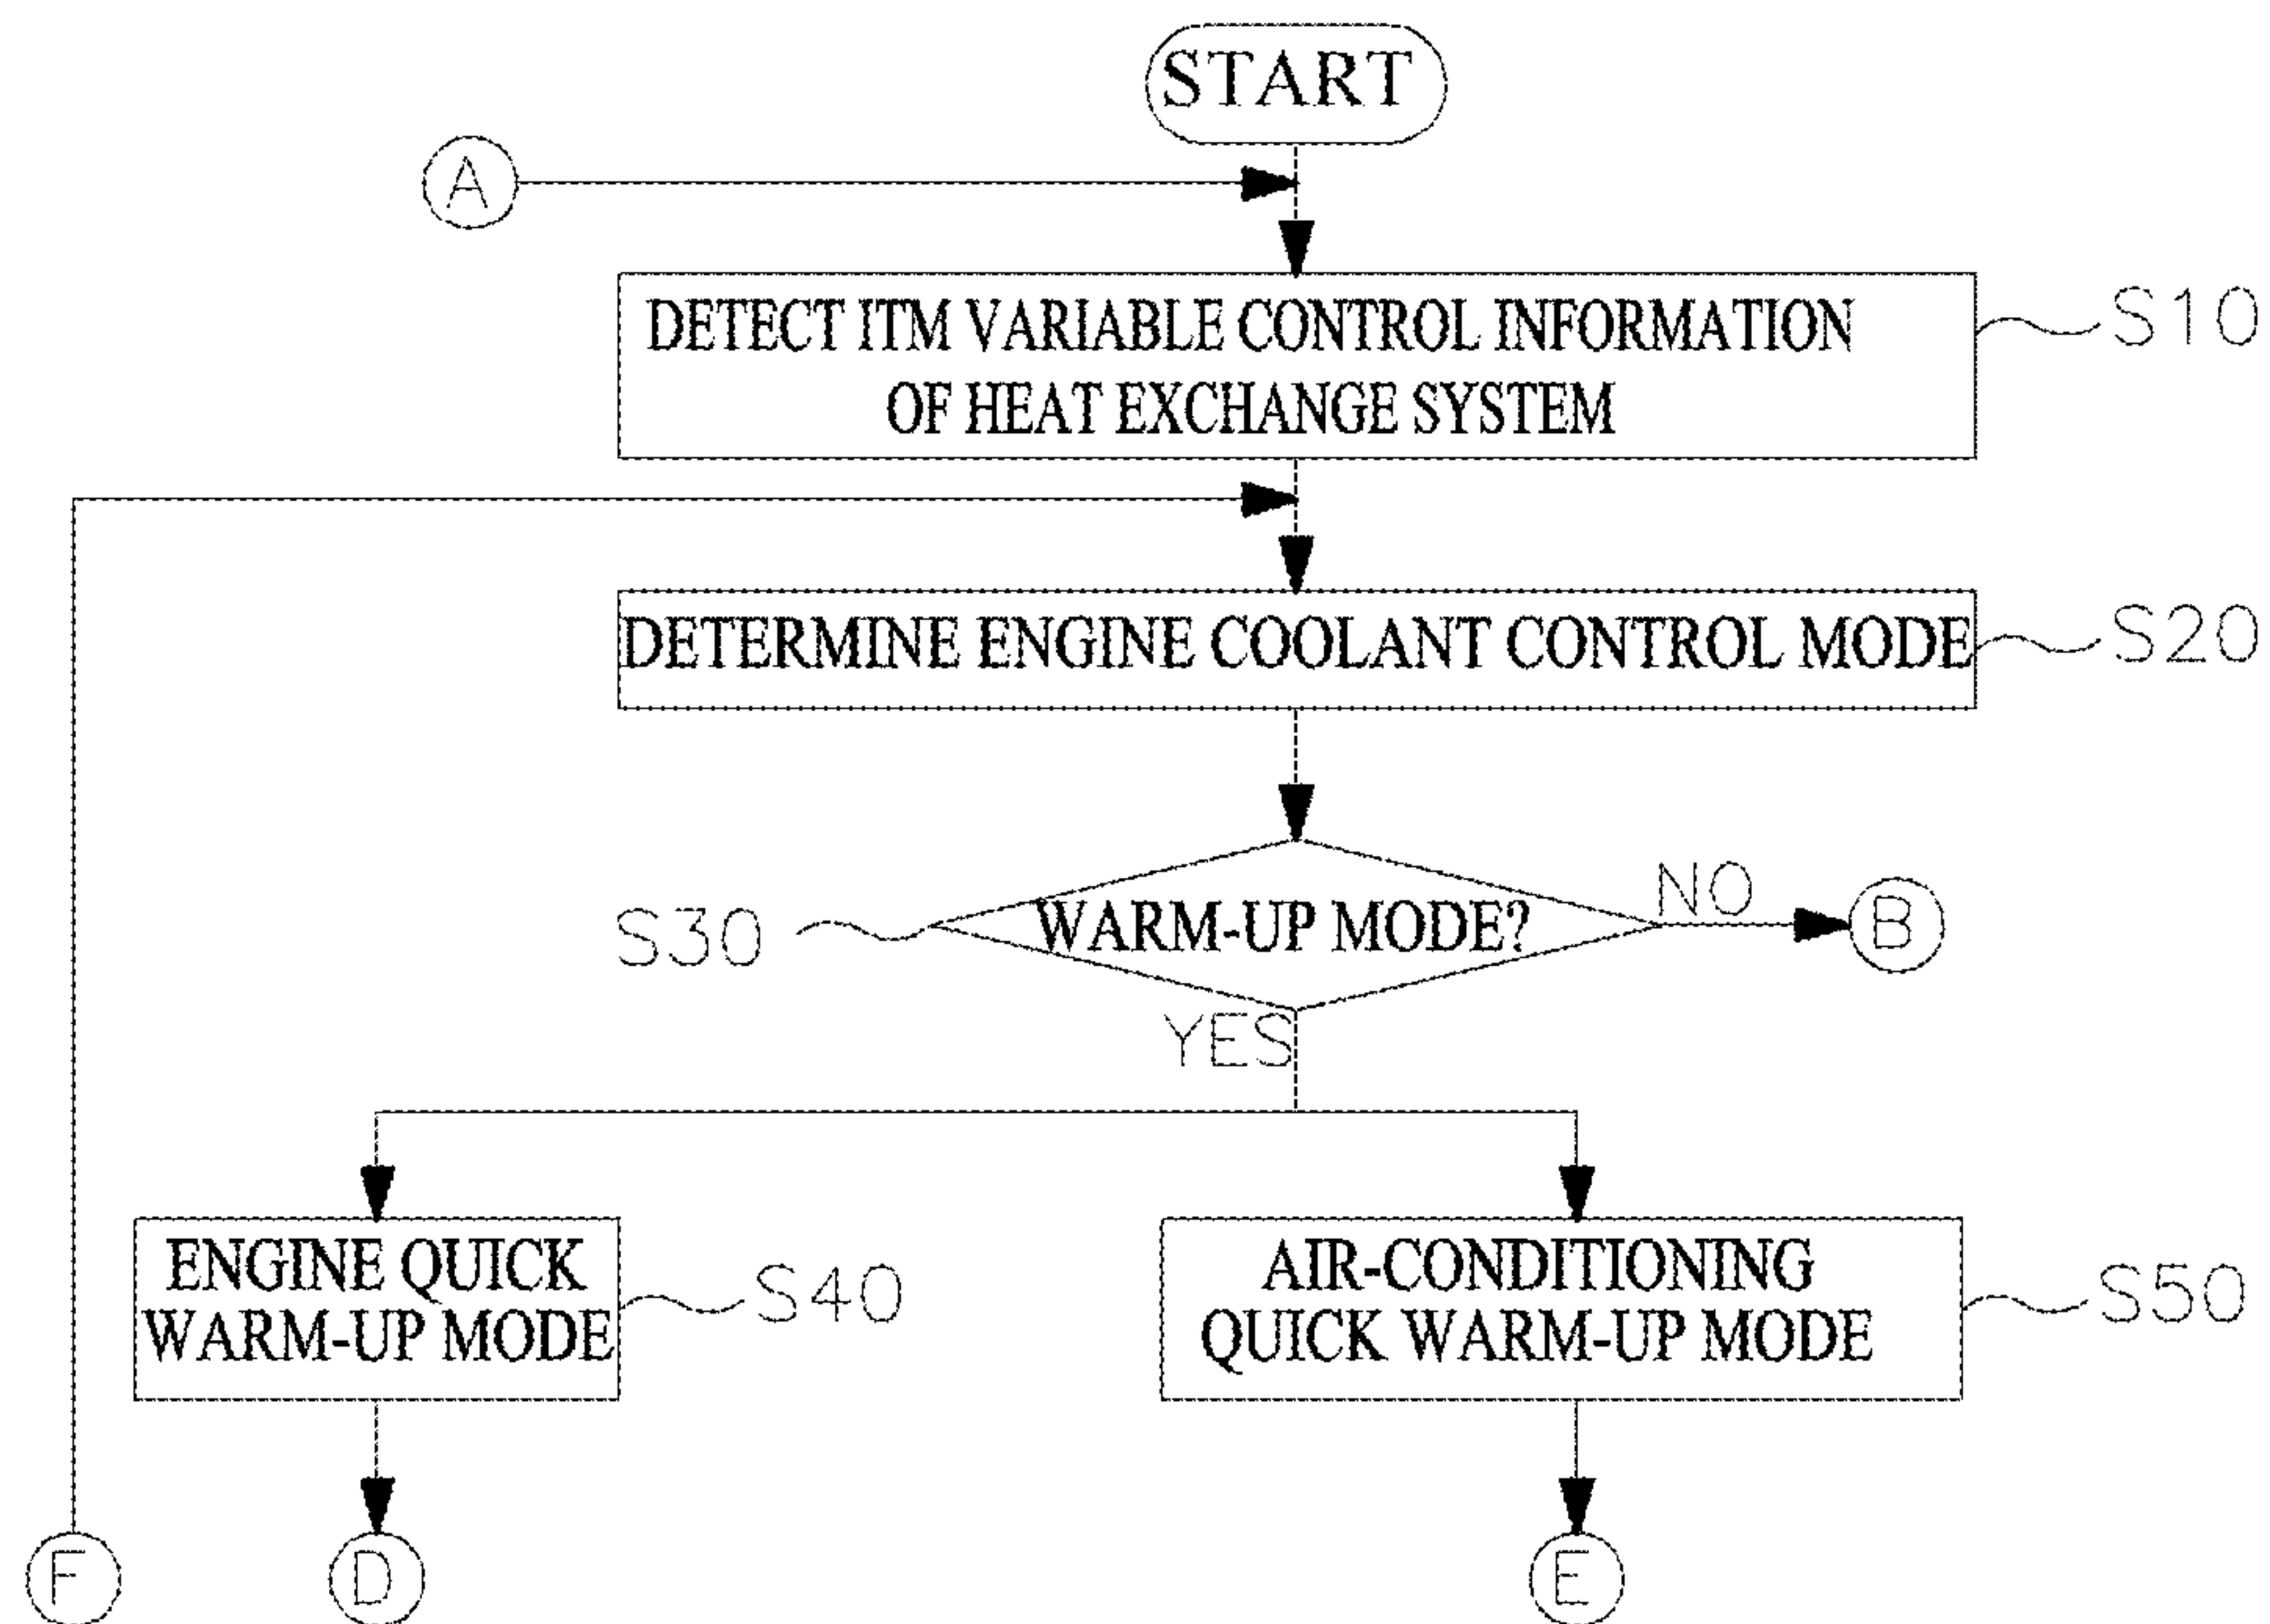 START
A
DETECT ITM VARIABLE CONTROL INFORMATION
OF HEAT EXCHANGE SYSTEM
S10
DETERMINE ENGINE COOLANT CONTROL MODE
S20
S30
WARM-UP MODE?
NO
B
YES
ENGINE QUICK
WARM-UP MODE
S40
AIR-CONDITIONING
QUICK WARM-UP MODE
S50
F
D
E